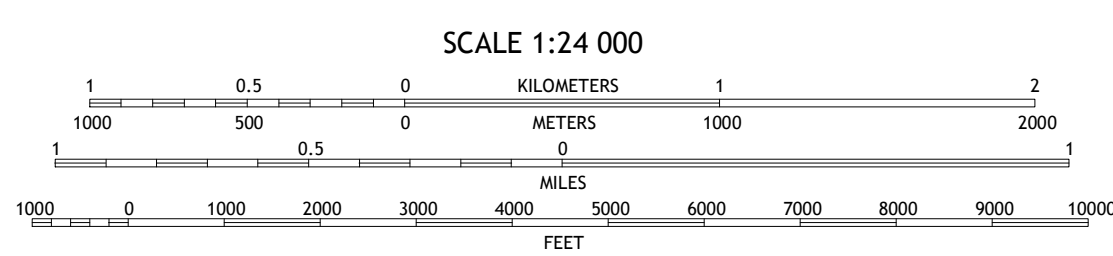 SCALE 1:24 000
1 0.5 0 KILOMETERS 1 2
1000 500 0 METERS 1000 2000
1 0.5 0 1
MILES
1000 0 1000 2000 3000 4000 5000 6000 7000 8000 9000 10000
FEET